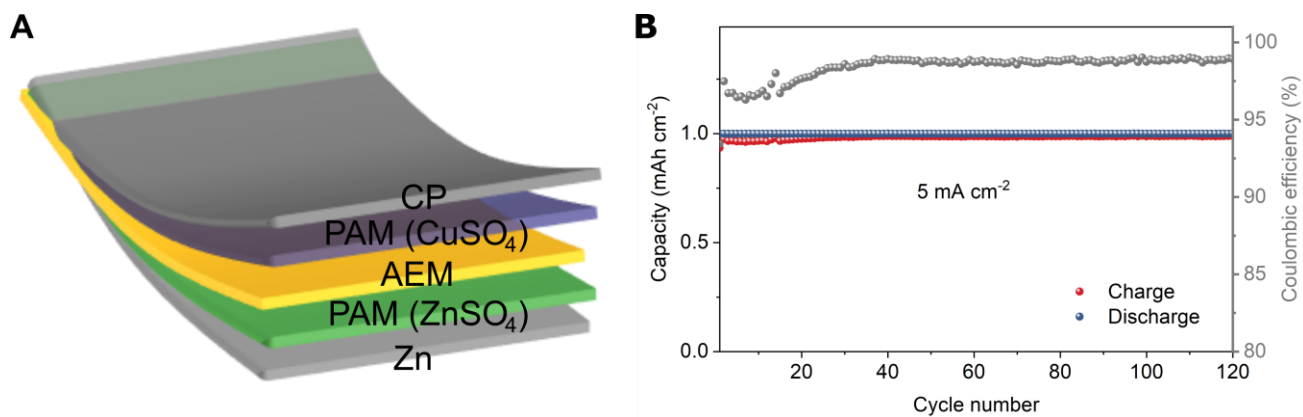 A
CP
PAM (CuSO₄)
AEM
PAM (ZnSO₄)
Zn
B
Capacity (mAh cm⁻²)
1.0
0.5
0.0
5 mA cm⁻²
Charge
Discharge
20 40 60 80 100 120
Cycle number
100
95
90
85
80
Coulombic efficiency (%)